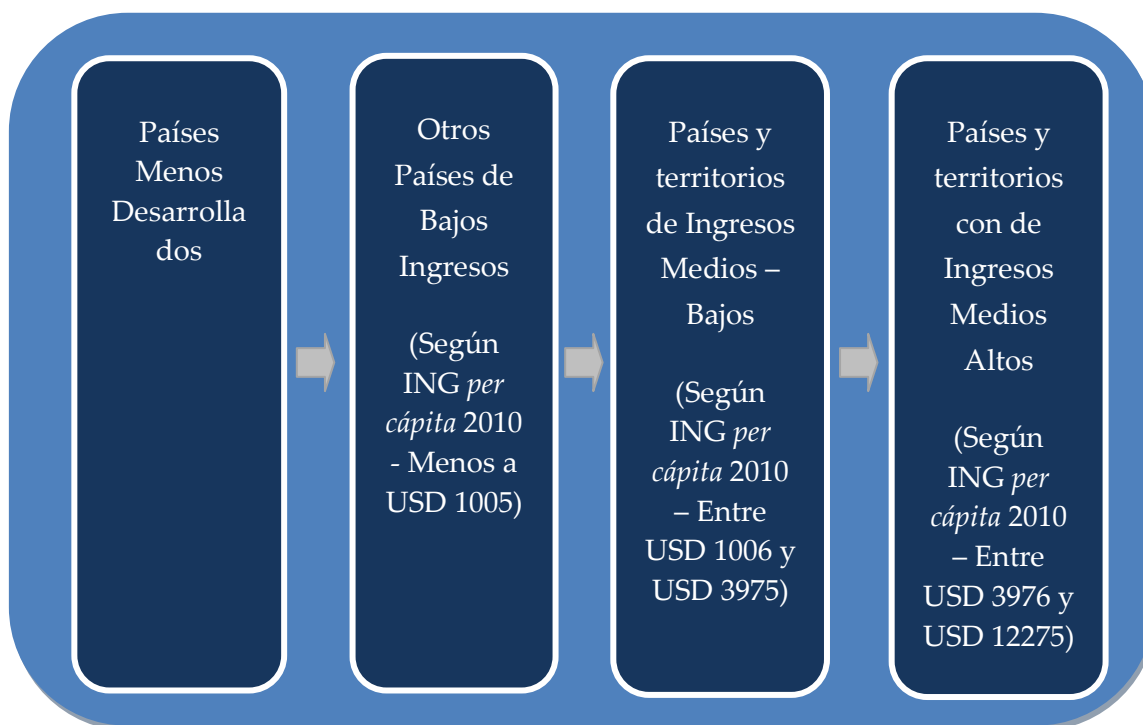 Países
Menos
Desarrolla
dos
Otros
Países de
Bajos
Ingresos
(Según
ING per
cápita 2010
- Menos a
USD 1005)
Países y
territorios
de Ingresos
Medios –
Bajos
(Según
ING per
cápita 2010
– Entre
USD 1006 y
USD 3975)
Países y
territorios
con de
Ingresos
Medios
Altos
(Según
ING per
cápita 2010
– Entre
USD 3976 y
USD 12275)